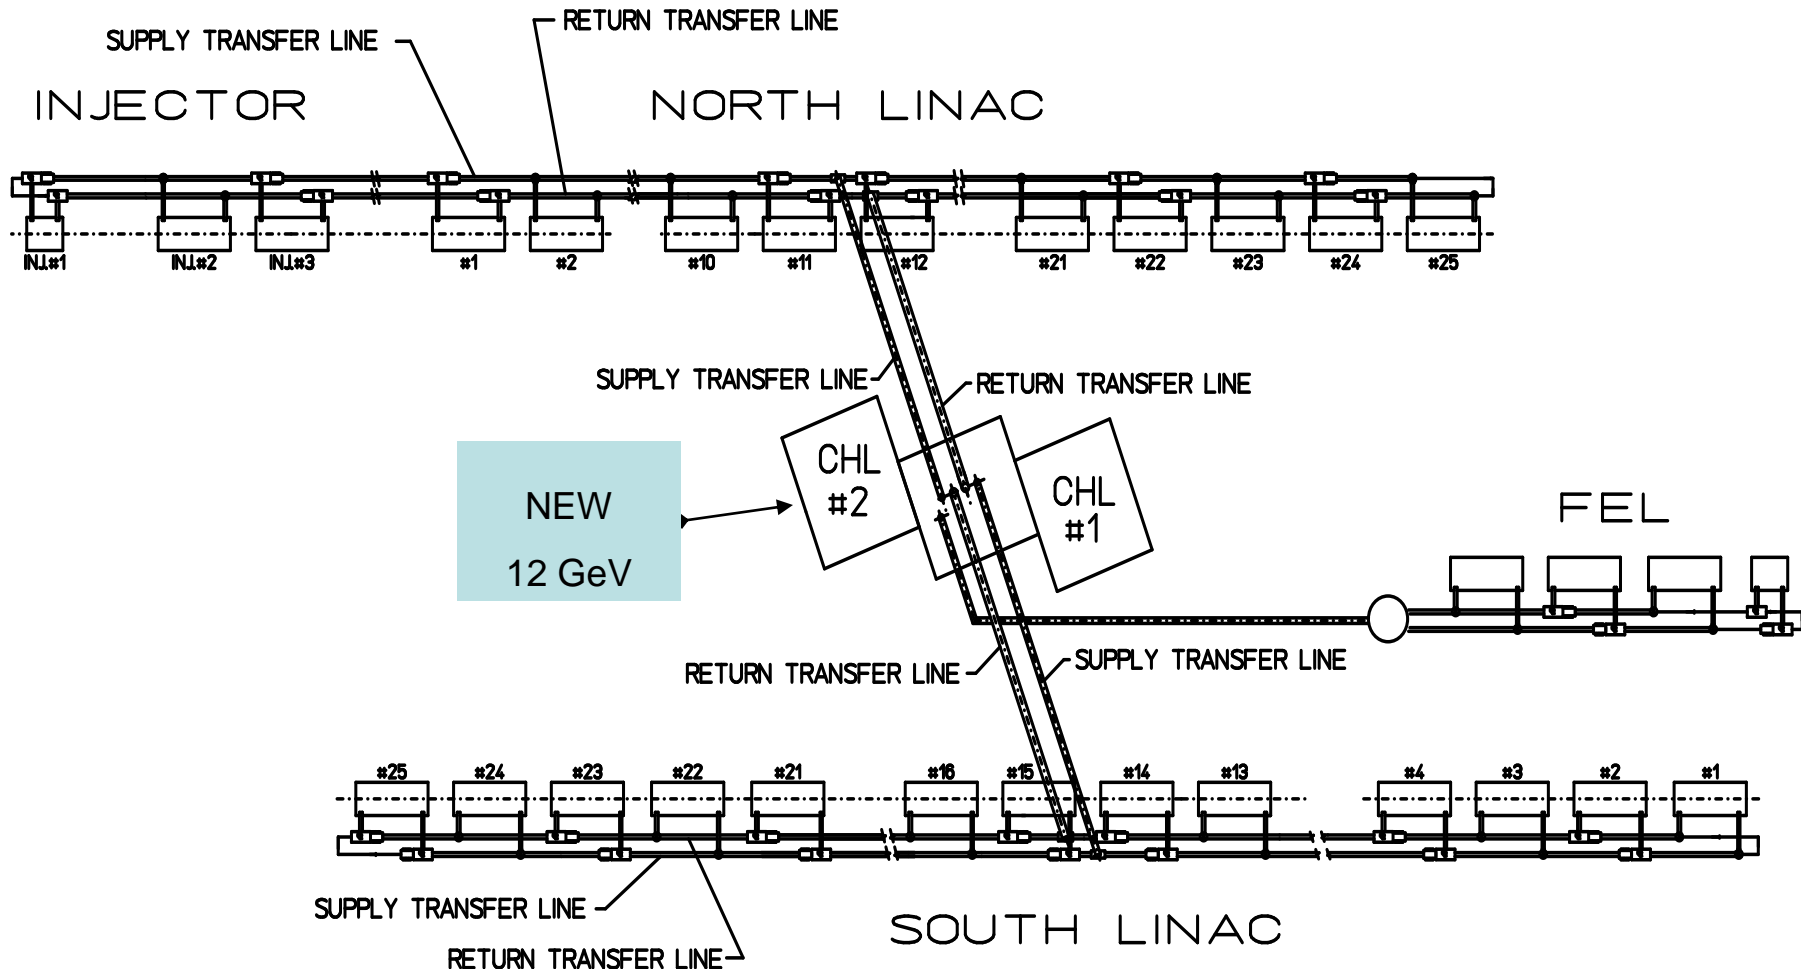 RETURN TRANSFER LINE
SUPPLY TRANSFER LINE
INJECTOR
NORTH LINAC
INJ.#1
INJ.#2
INJ.#3
#1
#2
#10
#11
#12
#21
#22
#23
#24
#25
SUPPLY TRANSFER LINE
RETURN TRANSFER LINE
CHL
#2
CHL
#1
NEW
12 GeV
FEL
RETURN TRANSFER LINE
SUPPLY TRANSFER LINE
#25
#24
#23
#22
#21
#16
#15
#14
#13
#4
#3
#2
#1
SUPPLY TRANSFER LINE
SOUTH LINAC
RETURN TRANSFER LINE